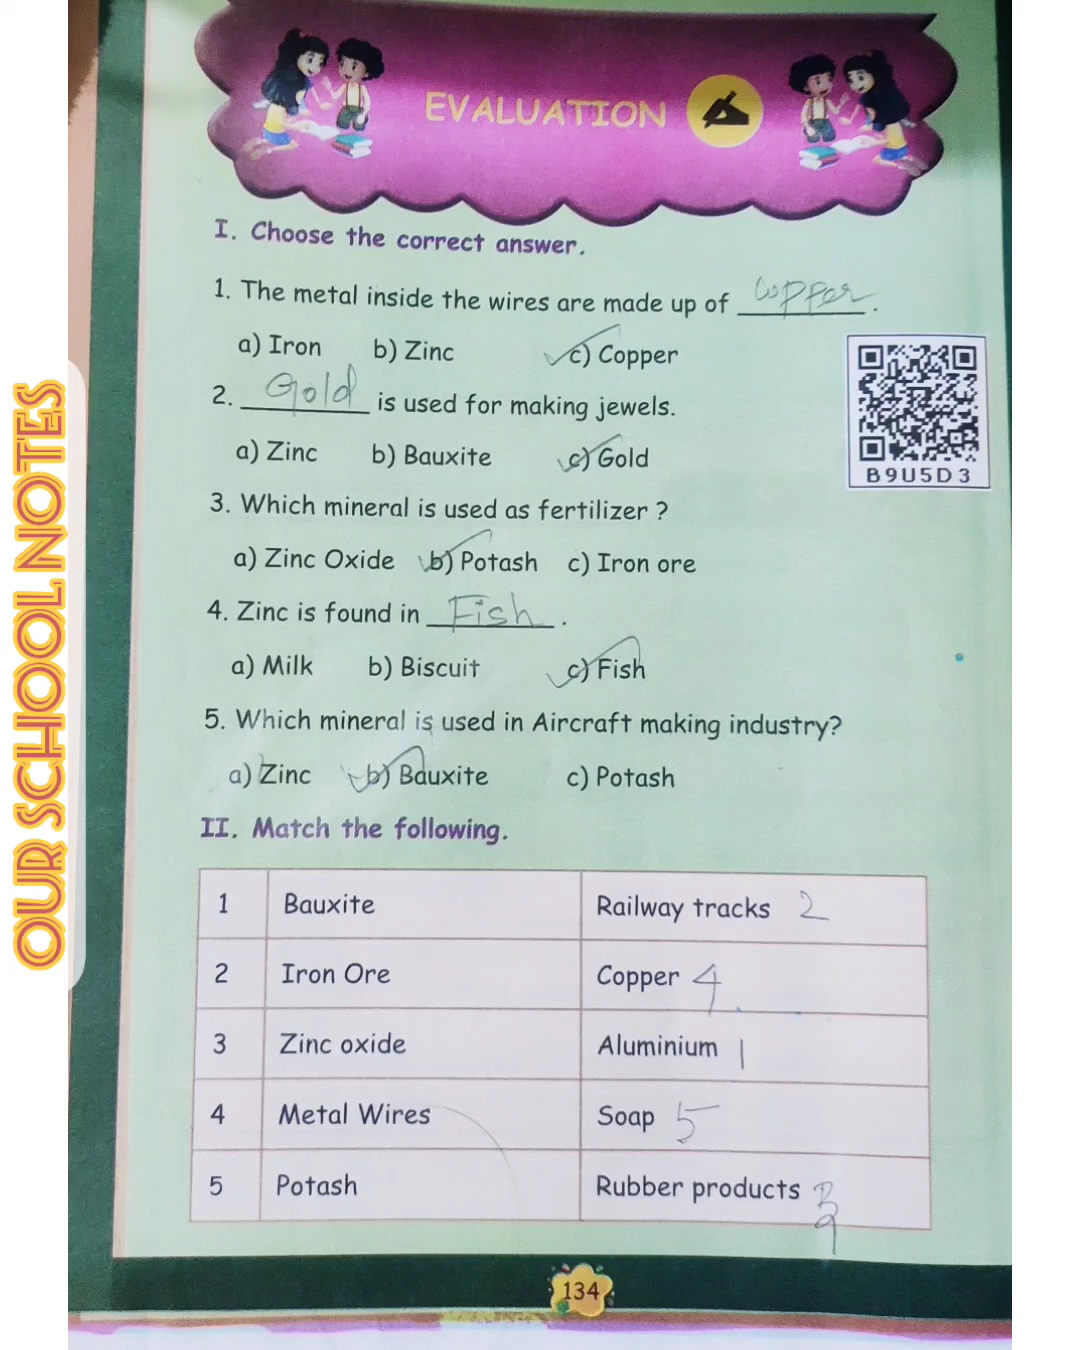 EVALUATION
I. Choose the correct answer.
1. The metal inside the wires are made up of Copper.
a) Iron b) Zinc c) Copper
2. Gold is used for making jewels.
a) Zinc b) Bauxite c) Gold
B9U5D3
3. Which mineral is used as fertilizer ?
a) Zinc Oxide b) Potash c) Iron ore
4. Zinc is found in Fish.
a) Milk b) Biscuit c) Fish
5. Which mineral is used in Aircraft making industry?
a) Zinc b) Bauxite c) Potash
II. Match the following.
1 Bauxite Railway tracks 2
2 Iron Ore Copper 4
3 Zinc oxide Aluminium 1
4 Metal Wires Soap 5
5 Potash Rubber products 3
134
OUR SCHOOL NOTES